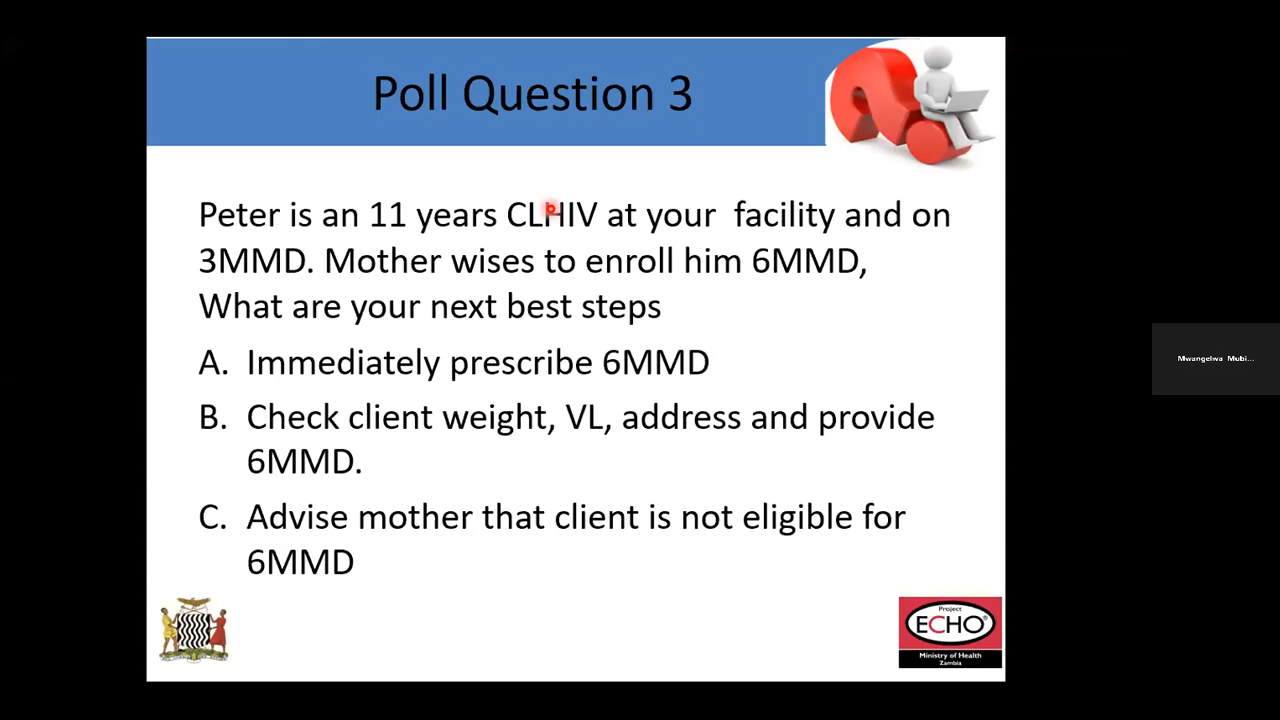 Poll Question 3
Peter is an 11 years CLHIV at your facility and on
3MMD. Mother wises to enroll him 6MMD,
What are your next best steps
A. Immediately prescribe 6MMD
B. Check client weight, VL, address and provide
6MMD.
C. Advise mother that client is not eligible for
6MMD
Project
ECHO®
Ministry of Health
Zambia
Mwangelwa Mubi...